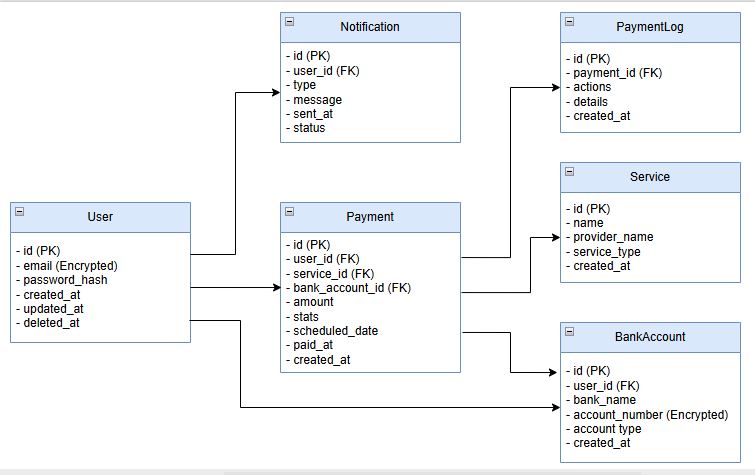 Notification
- id (PK)
- user_id (FK)
- type
- message
- sent_at
- status
PaymentLog
- id (PK)
- payment_id (FK)
- actions
- details
- created_at
User
- id (PK)
- email (Encrypted)
- password_hash
- created_at
- updated_at
- deleted_at
Payment
- id (PK)
- user_id (FK)
- service_id (FK)
- bank_account_id (FK)
- amount
- stats
- scheduled_date
- paid_at
- created_at
Service
- id (PK)
- name
- provider_name
- service_type
- created_at
BankAccount
- id (PK)
- user_id (FK)
- bank_name
- account_number (Encrypted)
- account type
- created_at